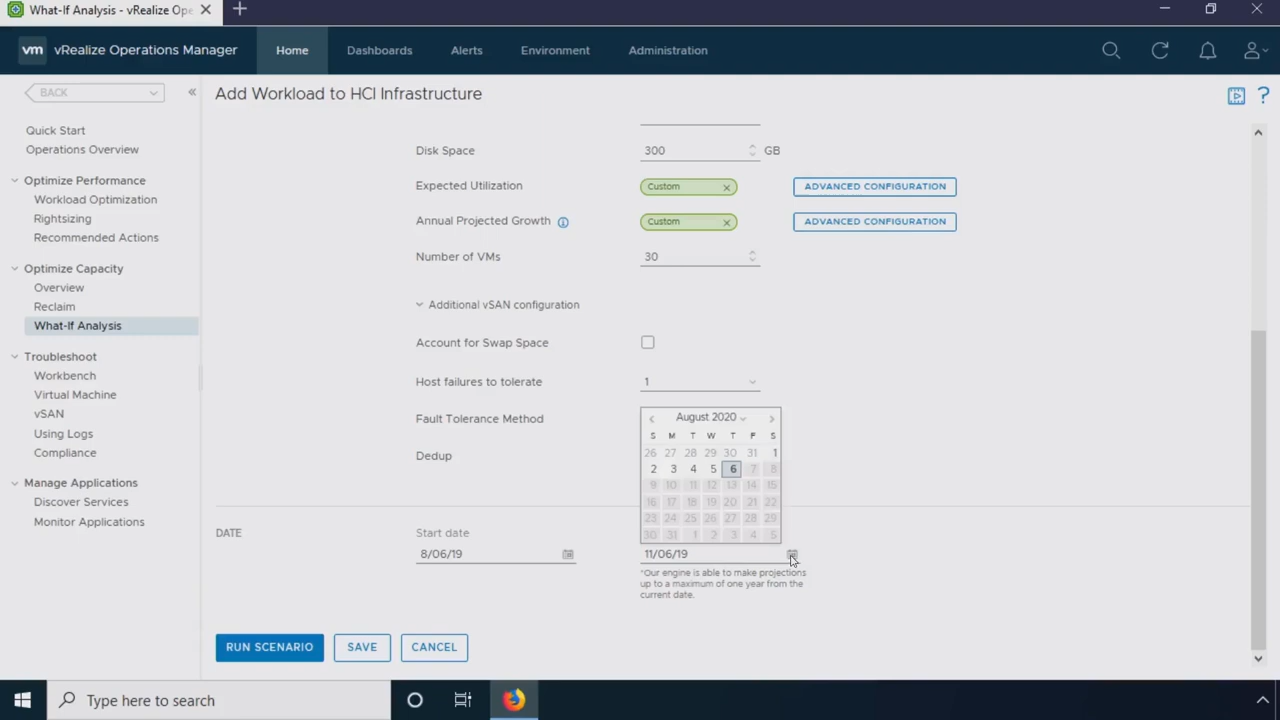 What-If Analysis - vRealize Ope
vm vRealize Operations Manager Home Dashboards Alerts Environment Administration
BACK
Add Workload to HCI Infrastructure
Quick Start
Operations Overview
Optimize Performance
Workload Optimization
Rightsizing
Recommended Actions
Optimize Capacity
Overview
Reclaim
What-If Analysis
Troubleshoot
Workbench
Virtual Machine
vSAN
Using Logs
Compliance
Manage Applications
Discover Services
Monitor Applications
Disk Space 300 GB
Expected Utilization Custom ADVANCED CONFIGURATION
Annual Projected Growth Custom ADVANCED CONFIGURATION
Number of VMs 30
Additional vSAN configuration
Account for Swap Space
Host failures to tolerate 1
Fault Tolerance Method
Dedup
August 2020
S M T W T F S
26 27 28 29 30 31 1
2 3 4 5 6 7 8
9 10 11 12 13 14 15
16 17 18 19 20 21 22
23 24 25 26 27 28 29
30 31 1 2 3 4 5
DATE Start date
8/06/19 11/06/19
*Our engine is able to make projections
up to a maximum of one year from the
current date.
RUN SCENARIO SAVE CANCEL
Type here to search